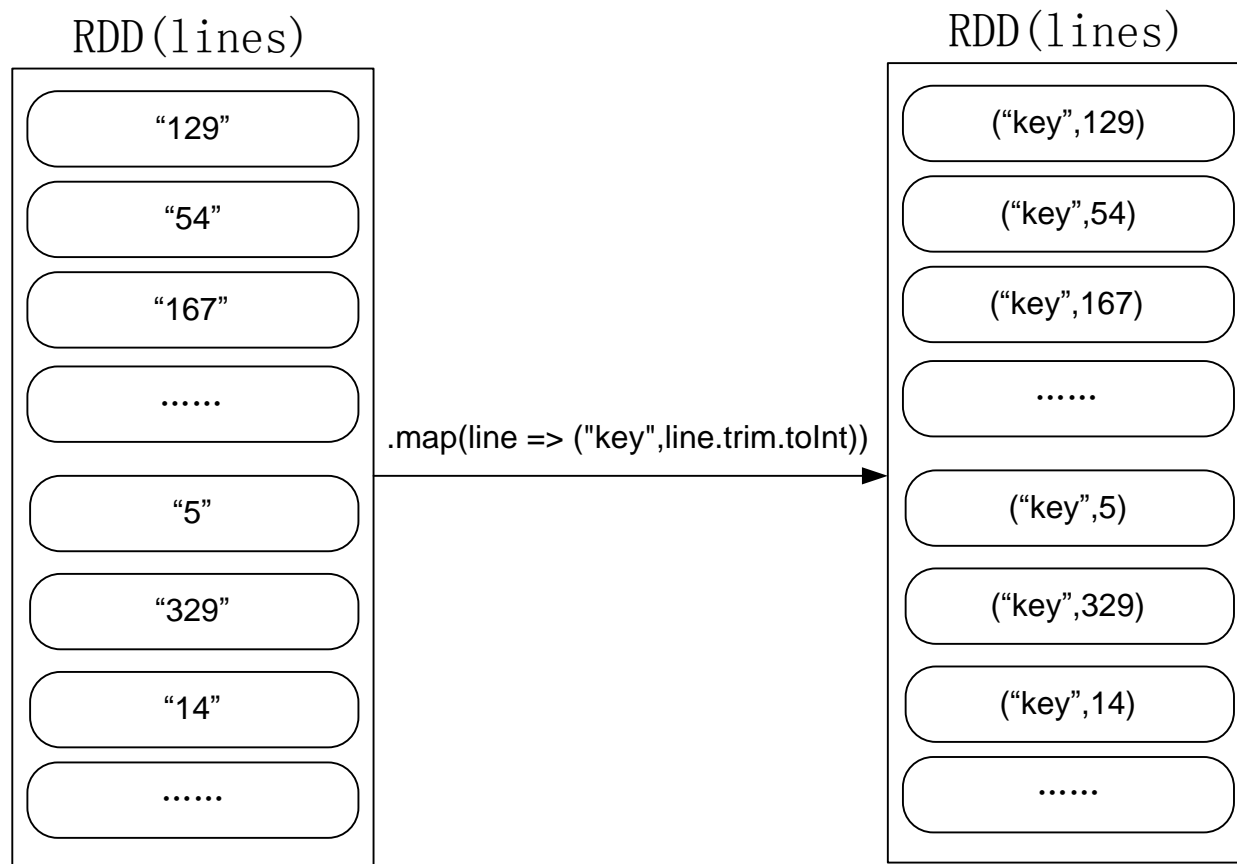 RDD(lines)
“129”
“54”
“167”
······
“5”
“329”
“14”
······
.map(line => ("key",line.trim.toInt))
RDD(lines)
(“key”,129)
(“key”,54)
(“key”,167)
······
(“key”,5)
(“key”,329)
(“key”,14)
······